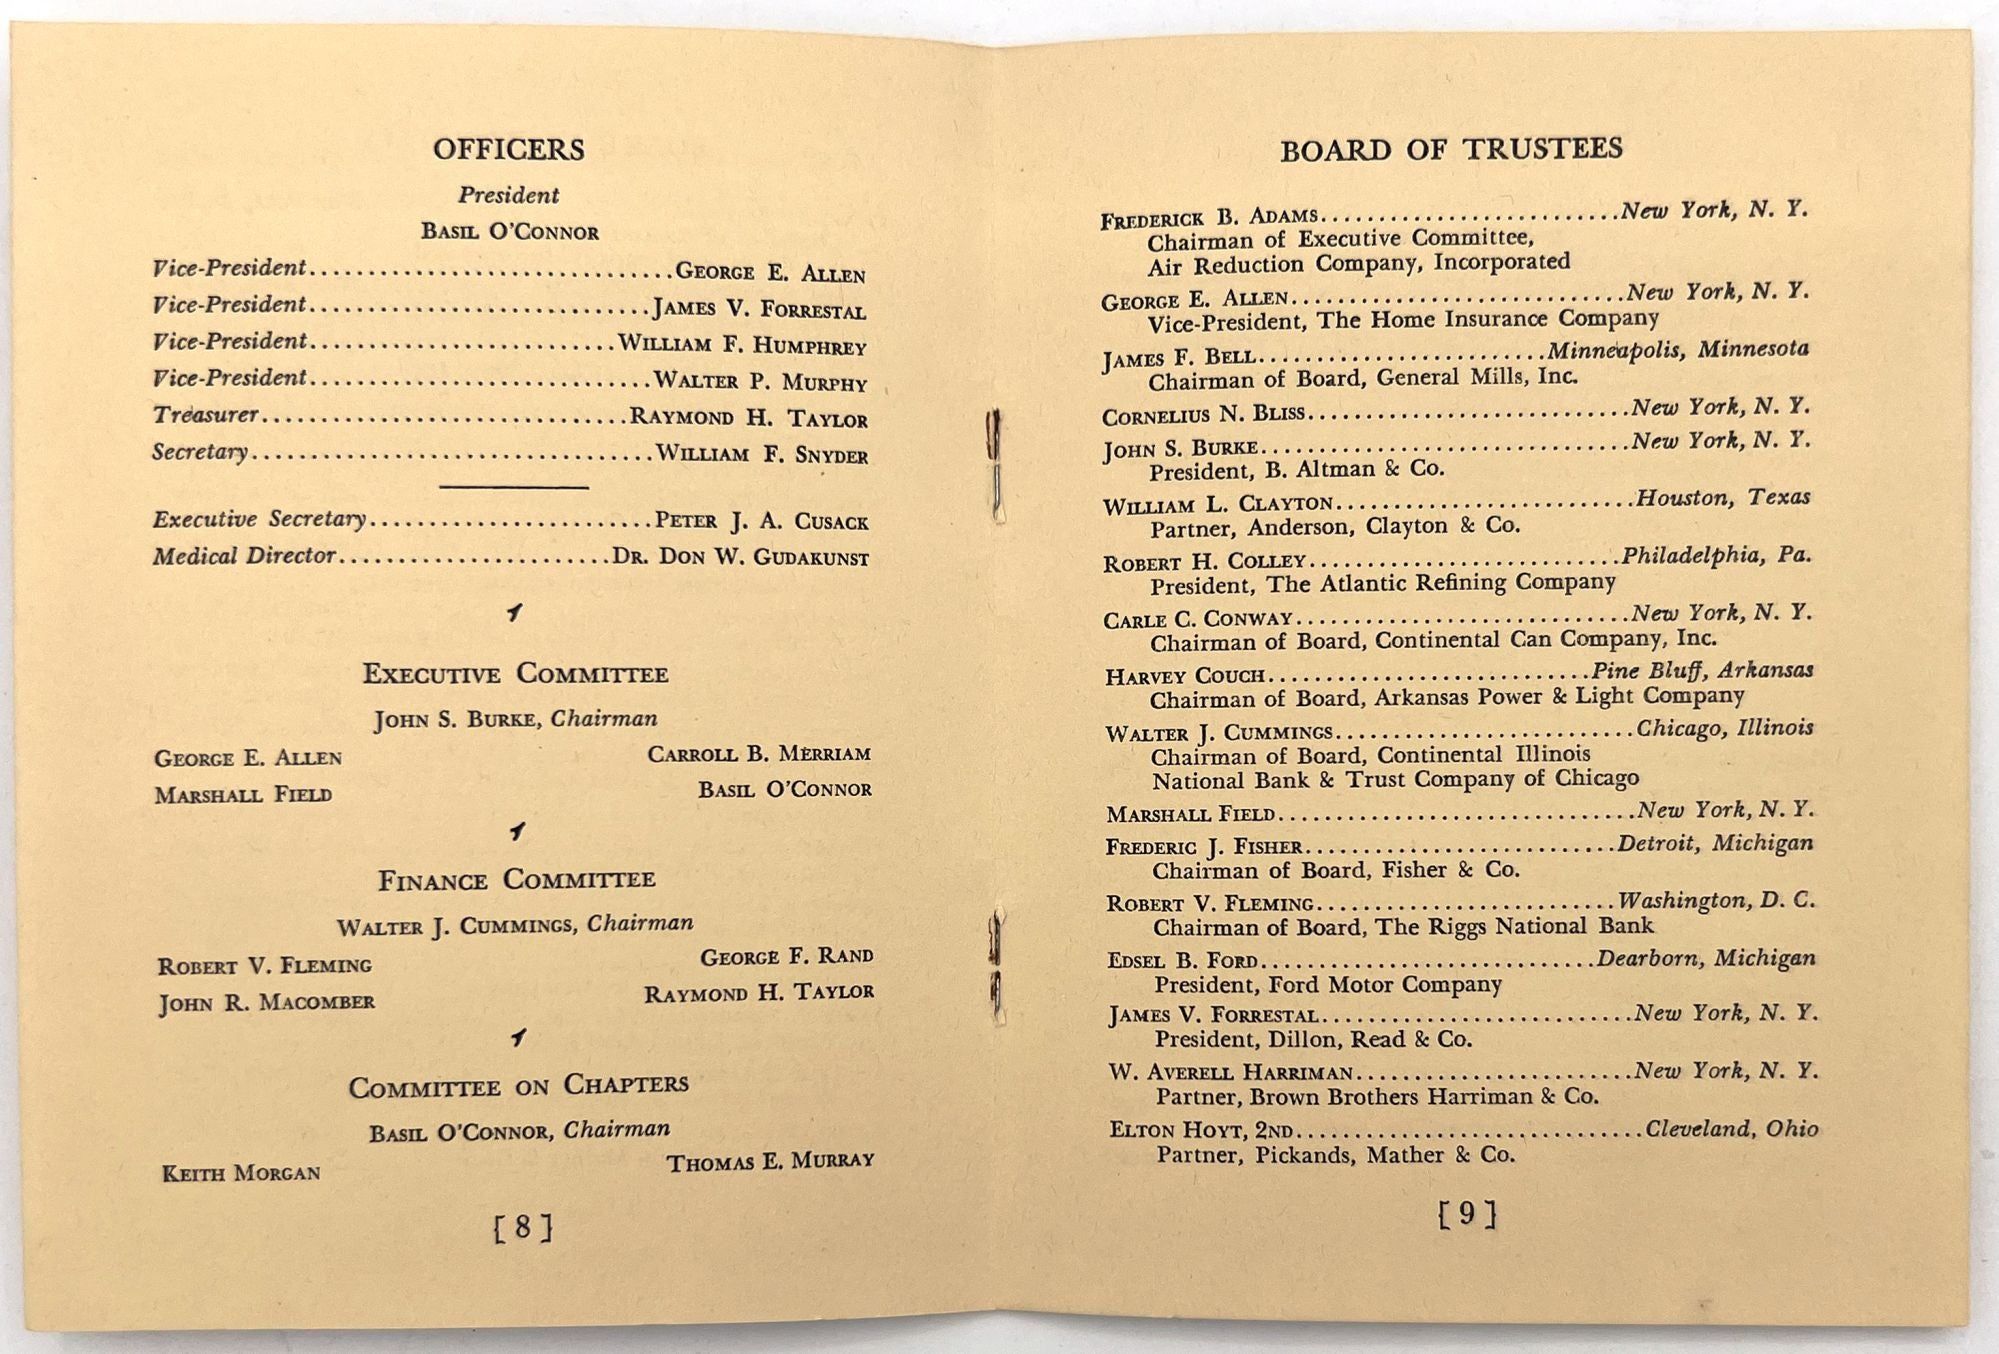 OFFICERS
President
BASIL O'CONNOR
Vice-President...............................GEORGE E. ALLEN
Vice-President.............................JAMES V. FORRESTAL
Vice-President..........................WILLIAM F. HUMPHREY
Vice-President.............................WALTER P. MURPHY
Treasurer...............................RAYMOND H. TAYLOR
Secretary..................................WILLIAM F. SNYDER
Executive Secretary........................PETER J. A. CUSACK
Medical Director.......................DR. DON W. GUDAKUNST
EXECUTIVE COMMITTEE
JOHN S. BURKE, Chairman
GEORGE E. ALLEN CARROLL B. MERRIAM
MARSHALL FIELD BASIL O'CONNOR
FINANCE COMMITTEE
WALTER J. CUMMINGS, Chairman
ROBERT V. FLEMING GEORGE F. RAND
JOHN R. MACOMBER RAYMOND H. TAYLOR
COMMITTEE ON CHAPTERS
BASIL O'CONNOR, Chairman
KEITH MORGAN THOMAS E. MURRAY
[ 8 ]
BOARD OF TRUSTEES
FREDERICK B. ADAMS..........................New York, N. Y.
Chairman of Executive Committee,
Air Reduction Company, Incorporated
GEORGE E. ALLEN.............................New York, N. Y.
Vice-President, The Home Insurance Company
JAMES F. BELL.........................Minneapolis, Minnesota
Chairman of Board, General Mills, Inc.
CORNELIUS N. BLISS............................New York, N. Y.
JOHN S. BURKE................................New York, N. Y.
President, B. Altman & Co.
WILLIAM L. CLAYTON..........................Houston, Texas
Partner, Anderson, Clayton & Co.
ROBERT H. COLLEY...........................Philadelphia, Pa.
President, The Atlantic Refining Company
CARLE C. CONWAY.............................New York, N. Y.
Chairman of Board, Continental Can Company, Inc.
HARVEY COUCH............................Pine Bluff, Arkansas
Chairman of Board, Arkansas Power & Light Company
WALTER J. CUMMINGS..........................Chicago, Illinois
Chairman of Board, Continental Illinois
National Bank & Trust Company of Chicago
MARSHALL FIELD...............................New York, N. Y.
FREDERIC J. FISHER...........................Detroit, Michigan
Chairman of Board, Fisher & Co.
ROBERT V. FLEMING..........................Washington, D. C.
Chairman of Board, The Riggs National Bank
EDSEL B. FORD.............................Dearborn, Michigan
President, Ford Motor Company
JAMES V. FORRESTAL...........................New York, N. Y.
President, Dillon, Read & Co.
W. AVERELL HARRIMAN........................New York, N. Y.
Partner, Brown Brothers Harriman & Co.
ELTON HOYT, 2ND..............................Cleveland, Ohio
Partner, Pickands, Mather & Co.
[ 9 ]